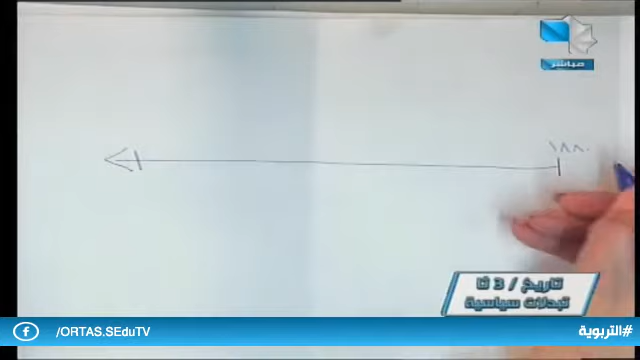 مباشر
١٨٨٠
تاريخ / 3 ثا
تبدلات سياسية
/ORTAS.SEduTV
#التربوية